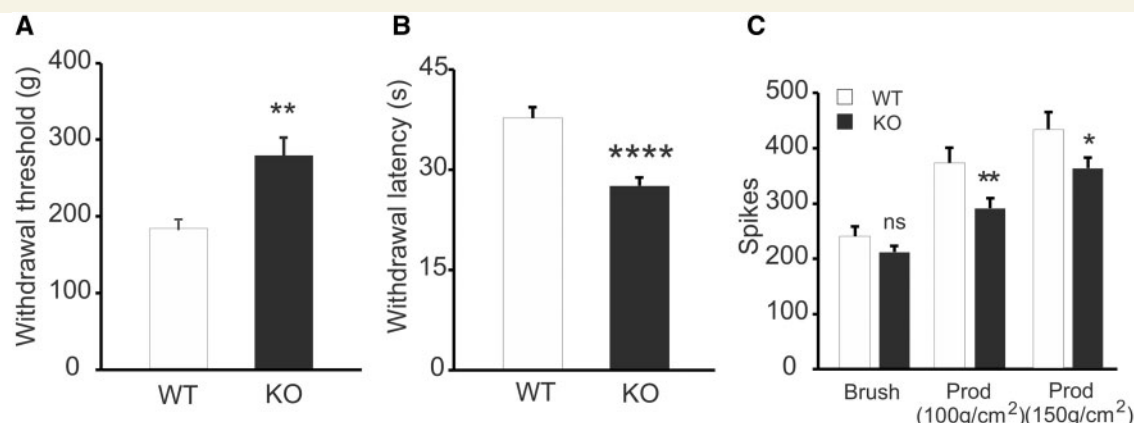 A
Withdrawal threshold (g)
400
300
200
100
0
**
WT
KO
B
Withdrawal latency (s)
45
30
15
0
****
WT
KO
C
Spikes
500
400
300
200
100
0
WT
KO
ns
**
*
Brush
Prod
(100g/cm²)
Prod
(150g/cm²)